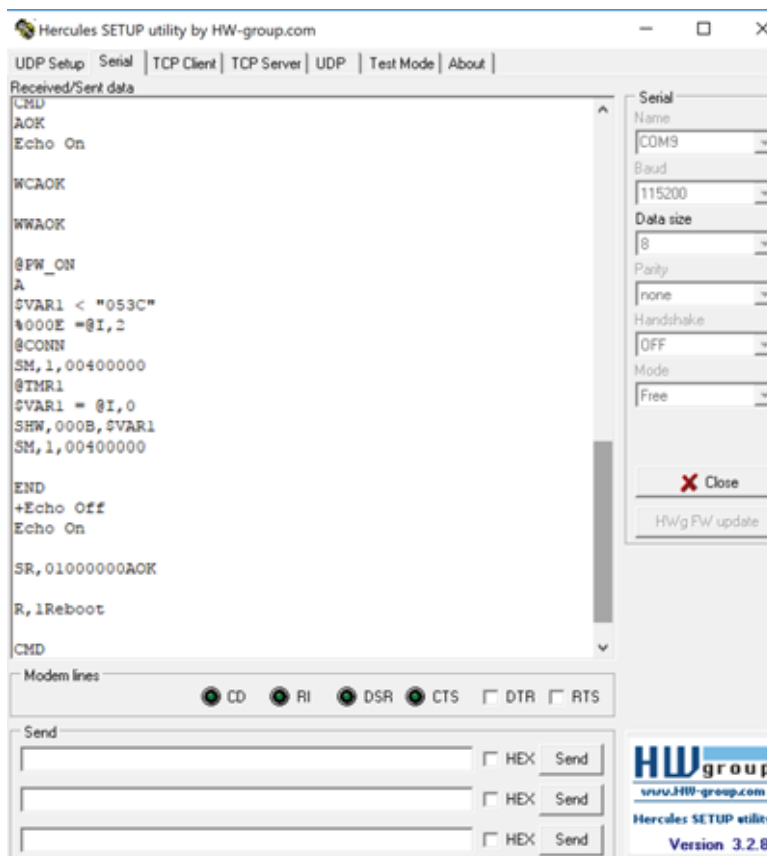 Hercules SETUP utility by HW-group.com
UDP Setup Serial TCP Client TCP Server UDP Test Mode About
Received/Sent data
CMD
AOK
Echo On
WCAOK
WWAOK
@PW_ON
A
$VAR1 < "053C"
%000E =@I,2
@CONN
SM,1,00400000
@TMR1
$VAR1 = @I,0
SHW,000B,$VAR1
SM,1,00400000
END
+Echo Off
Echo On
SR,01000000AOK
R,1Reboot
CMD
Serial
Name
COM9
Baud
115200
Data size
8
Parity
none
Handshake
OFF
Mode
Free
Close
HWg FW update
Modem lines
CD RI DSR CTS DTR RTS
Send
HEX Send
HEX Send
HEX Send
HW group
www.HW-group.com
Hercules SETUP utilit
Version 3.2.8